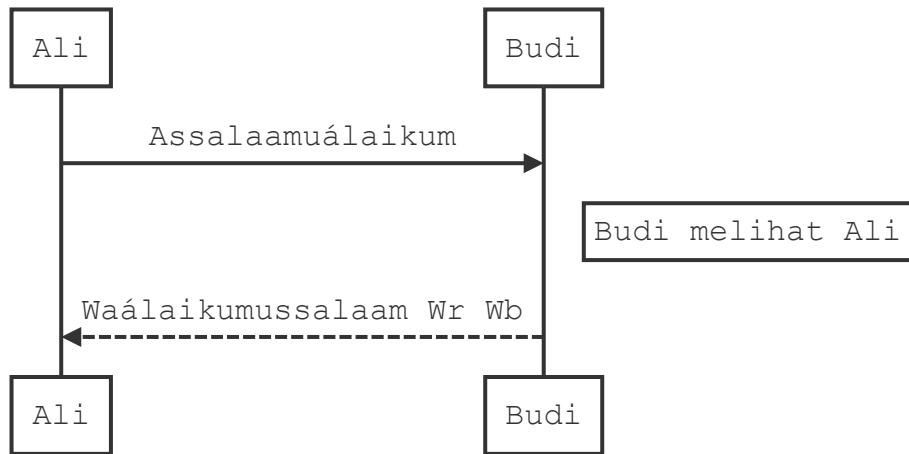 Ali
Budi
Assalaamuálaikum
Budi melihat Ali
Waálaikumussalaam Wr Wb
Ali
Budi